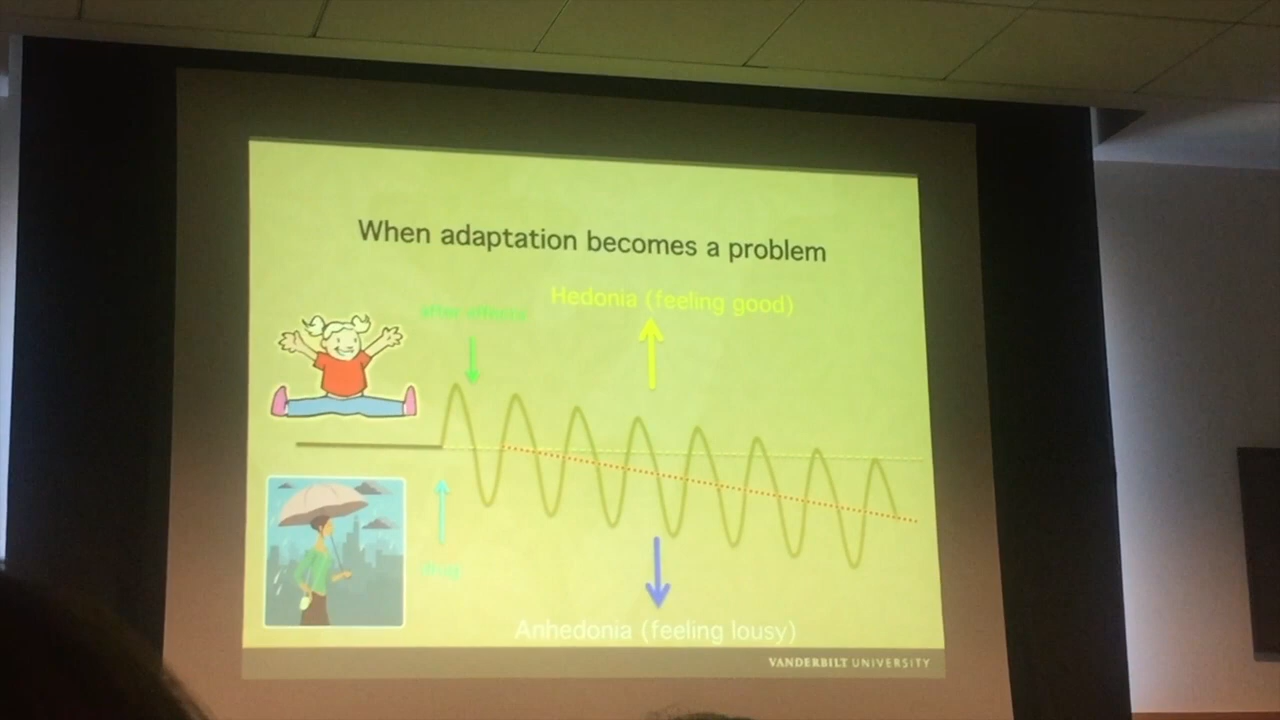 When adaptation becomes a problem
Hedonia (feeling good)
after effects
drug
Anhedonia (feeling lousy)
VANDERBILT UNIVERSITY